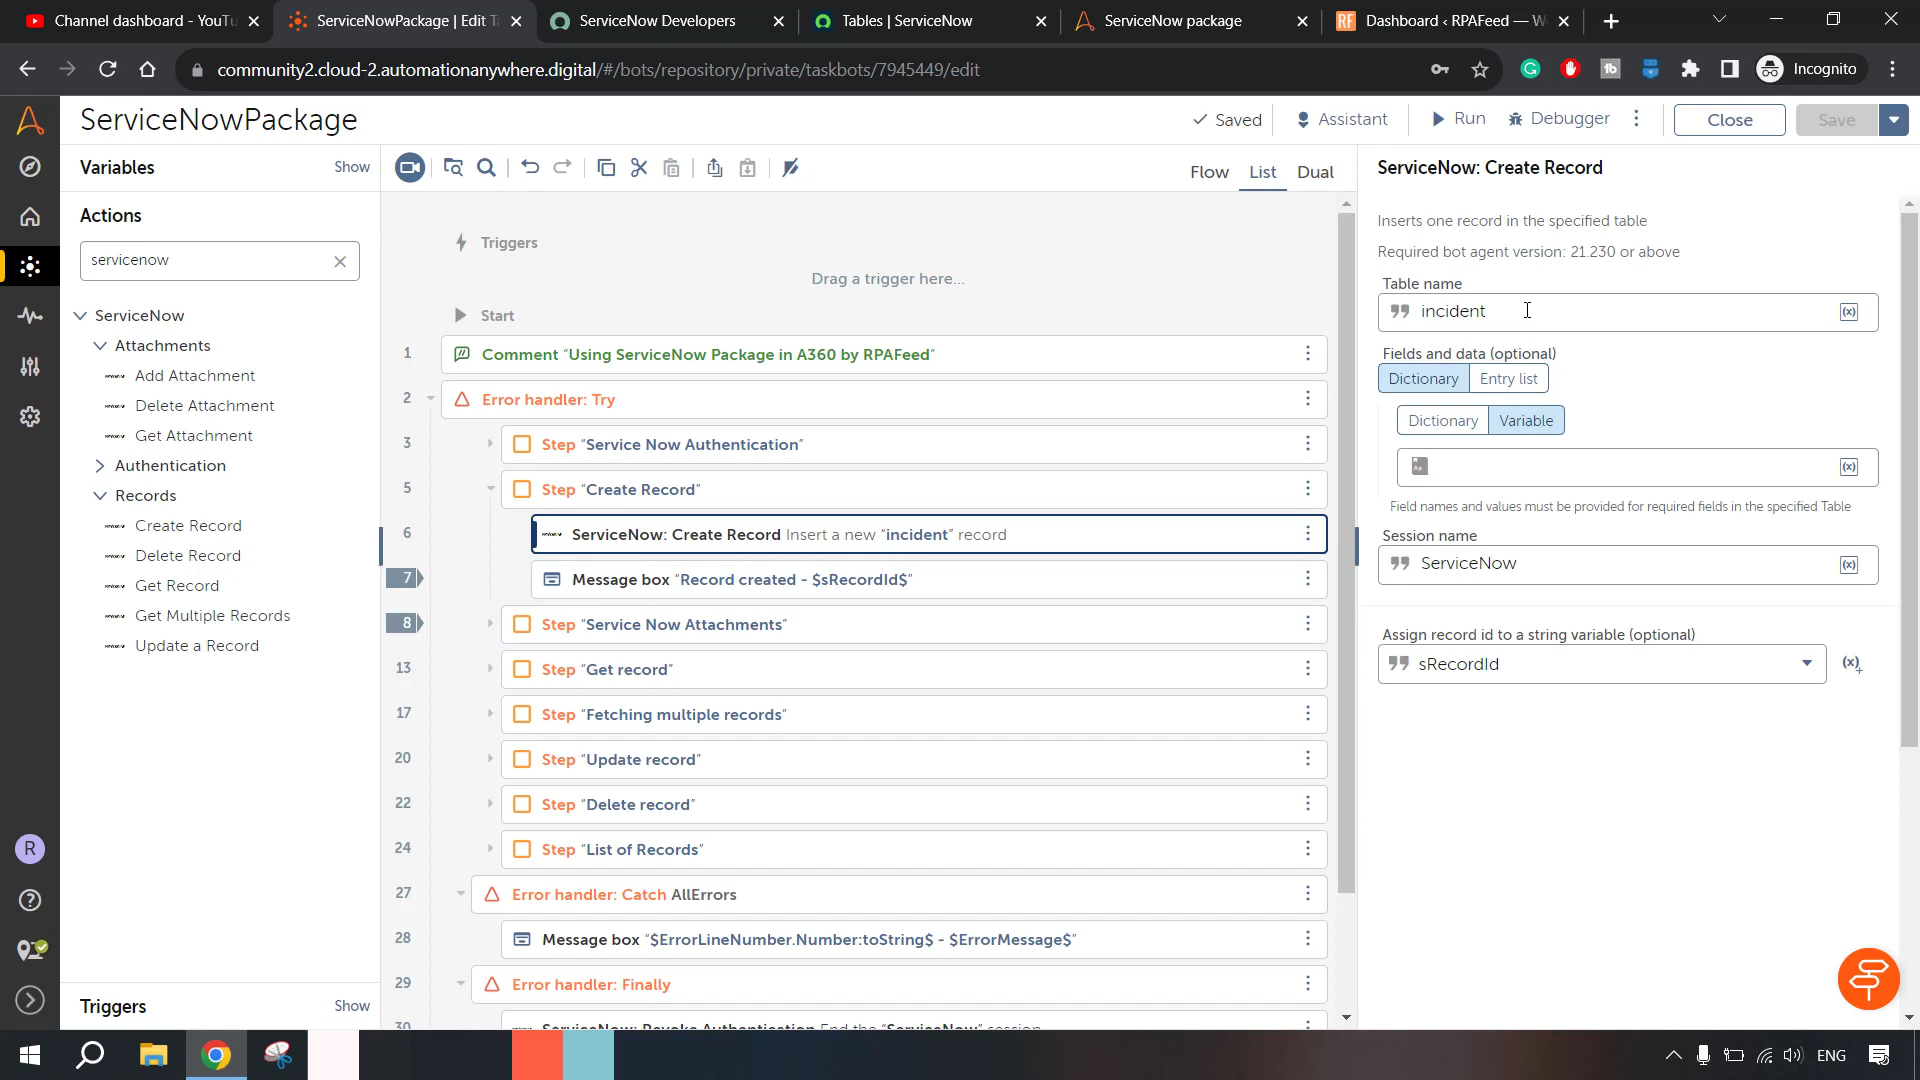 Channel dashboard - YouTu
ServiceNowPackage | Edit T
ServiceNow Developers
Tables | ServiceNow
ServiceNow package
Dashboard ‹ RPAFeed — W
community2.cloud-2.automationanywhere.digital/#/bots/repository/private/taskbots/7945449/edit
Incognito
ServiceNowPackage
Saved
Assistant
Run
Debugger
Close
Save
Variables
Show
Actions
servicenow
ServiceNow
Attachments
Add Attachment
Delete Attachment
Get Attachment
Authentication
Records
Create Record
Delete Record
Get Record
Get Multiple Records
Update a Record
Triggers
Show
R
Flow
List
Dual
Triggers
Drag a trigger here...
Start
1 Comment “Using ServiceNow Package in A360 by RPAFeed”
2 Error handler: Try
3 Step “Service Now Authentication”
5 Step “Create Record”
6 ServiceNow: Create Record Insert a new “incident” record
7 Message box “Record created - $sRecordId$”
8 Step “Service Now Attachments”
13 Step “Get record”
17 Step “Fetching multiple records”
20 Step “Update record”
22 Step “Delete record”
24 Step “List of Records”
27 Error handler: Catch AllErrors
28 Message box “$ErrorLineNumber.Number:toString$ - $ErrorMessage$”
29 Error handler: Finally
30 ServiceNow: Revoke Authentication End the “ServiceNow” session
ServiceNow: Create Record
Inserts one record in the specified table
Required bot agent version: 21.230 or above
Table name
incident
(x)
Fields and data (optional)
Dictionary
Entry list
Dictionary
Variable
(x)
Field names and values must be provided for required fields in the specified Table
Session name
ServiceNow
(x)
Assign record id to a string variable (optional)
sRecordId
(x)+
ENG